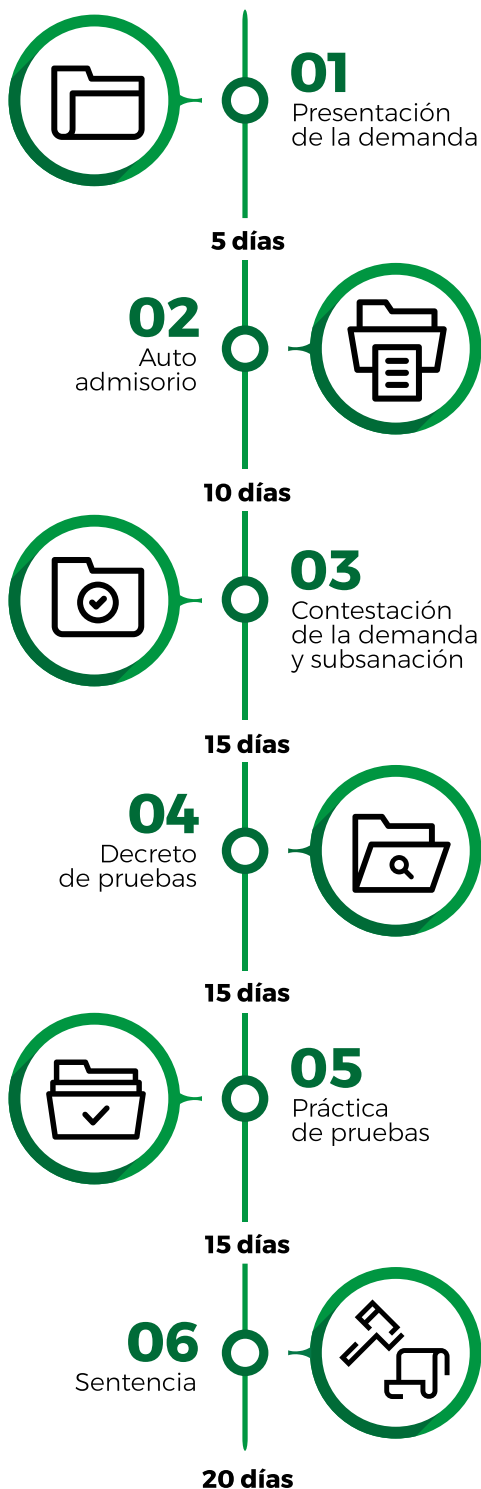 01
Presentación
de la demanda
5 días
02
Auto
admisorio
10 días
03
Contestación
de la demanda
y subsanación
15 días
04
Decreto
de pruebas
15 días
05
Práctica
de pruebas
15 días
06
Sentencia
20 días